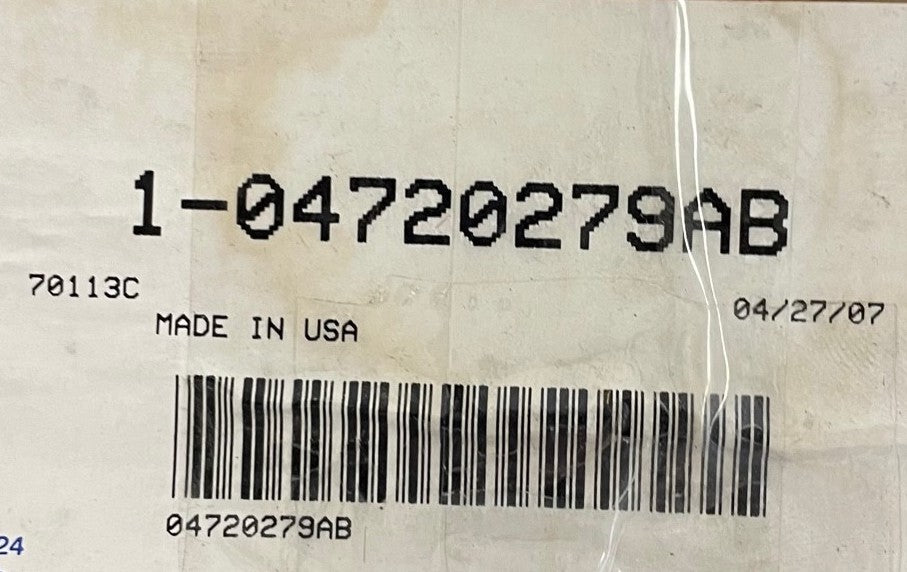 1-04720279AB
70113C
04/27/07
MADE IN USA
04720279AB
24